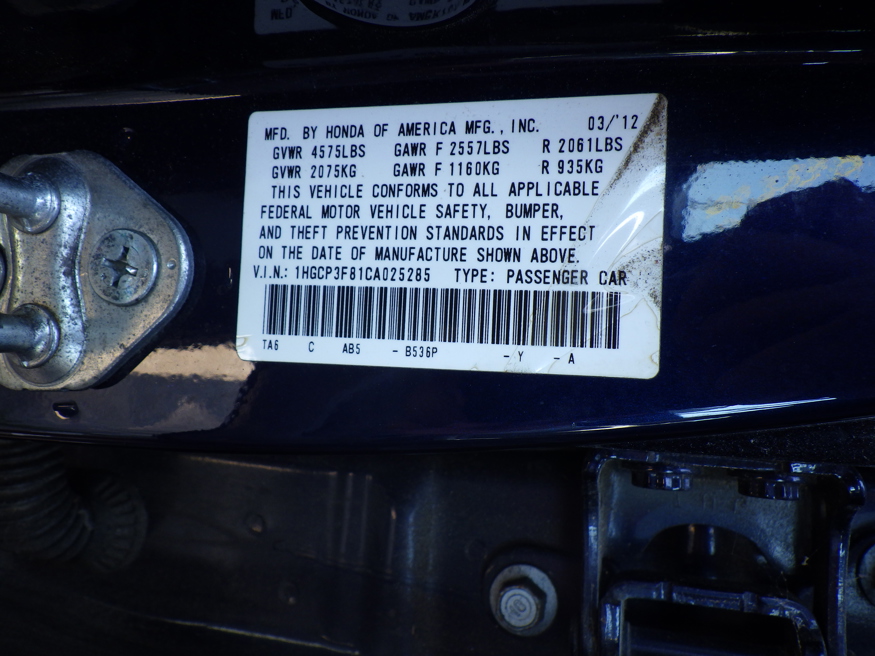 MFD. BY HONDA OF AMERICA MFG., INC. 03/'12
GVWR 4575LBS GAWR F 2557LBS R 2061LBS
GVWR 2075KG GAWR F 1160KG R 935KG
THIS VEHICLE CONFORMS TO ALL APPLICABLE
FEDERAL MOTOR VEHICLE SAFETY, BUMPER,
AND THEFT PREVENTION STANDARDS IN EFFECT
ON THE DATE OF MANUFACTURE SHOWN ABOVE.
V.I.N.: 1HGCP3F81CA025285 TYPE: PASSENGER CAR
TA6 C AB5 - B536P - Y - A
10